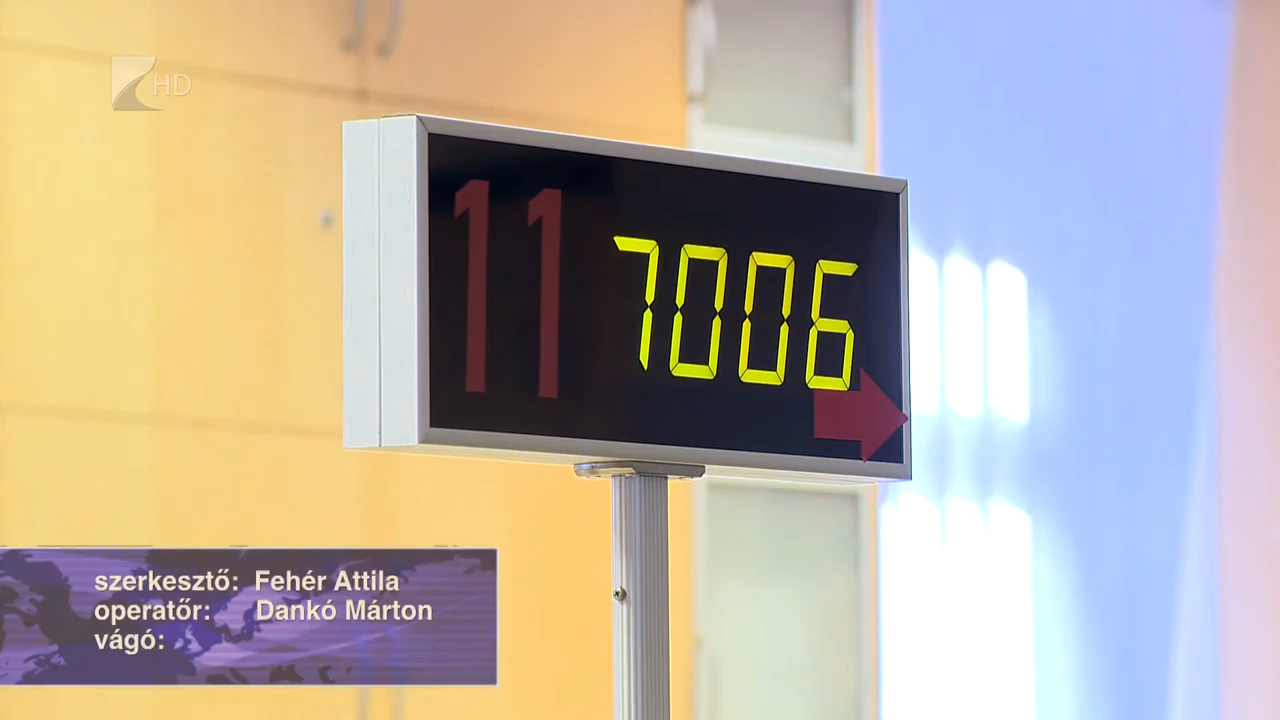 HD
11 7006
szerkesztő: Fehér Attila
operatőr: Dankó Márton
vágó: